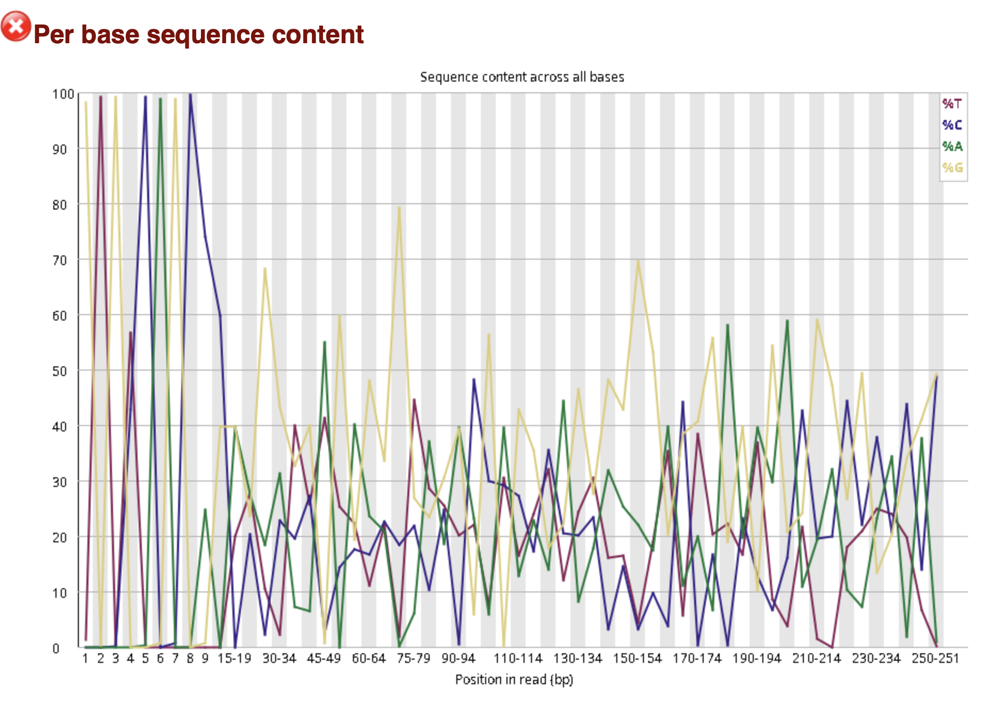 Per base sequence content
Sequence content across all bases
100
90
80
70
60
50
40
30
20
10
0
%T
%C
%A
%G
1 2 3 4 5 6 7 8 9 15-19 30-34 45-49 60-64 75-79 90-94 110-114 130-134 150-154 170-174 190-194 210-214 230-234 250-251
Position in read (bp)